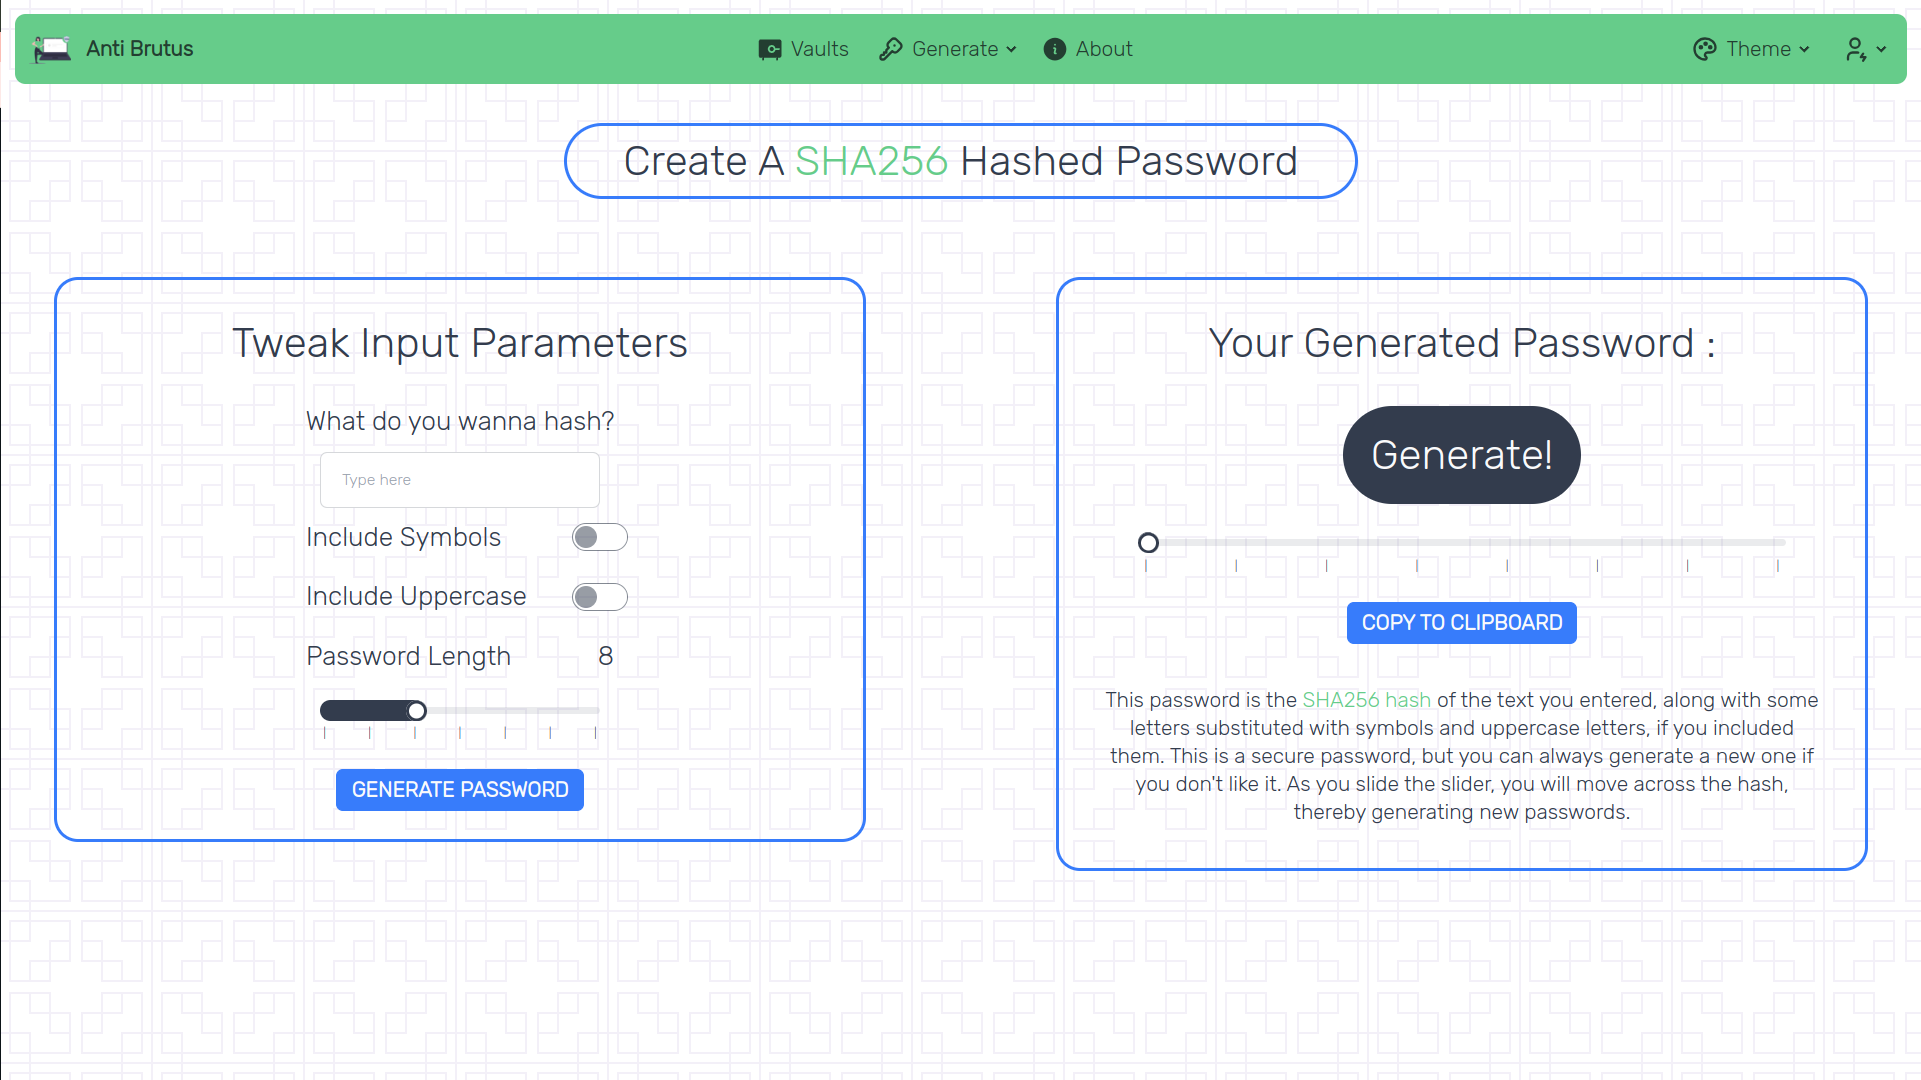 Anti Brutus
Vaults
Generate
About
Theme
Create A SHA256 Hashed Password
Tweak Input Parameters
What do you wanna hash?
Type here
Include Symbols
Include Uppercase
Password Length 8
GENERATE PASSWORD
Your Generated Password :
Generate!
COPY TO CLIPBOARD
This password is the SHA256 hash of the text you entered, along with some
letters substituted with symbols and uppercase letters, if you included
them. This is a secure password, but you can always generate a new one if
you don't like it. As you slide the slider, you will move across the hash,
thereby generating new passwords.